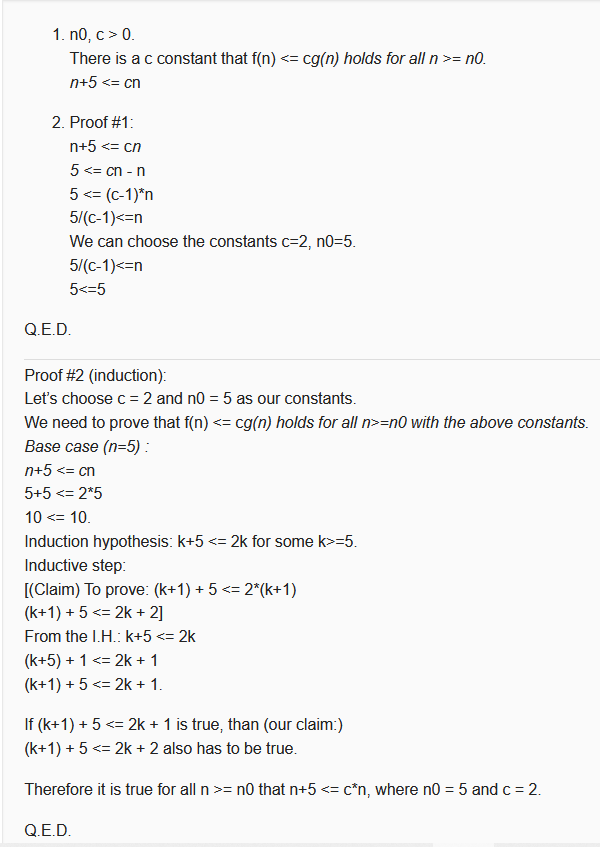 1. n0, c > 0.
There is a c constant that f(n) <= cg(n) holds for all n >= n0.
n+5 <= cn
2. Proof #1:
n+5 <= cn
5 <= cn - n
5 <= (c-1)*n
5/(c-1)<=n
We can choose the constants c=2, n0=5.
5/(c-1)<=n
5<=5
Q.E.D.
Proof #2 (induction):
Let’s choose c = 2 and n0 = 5 as our constants.
We need to prove that f(n) <= cg(n) holds for all n>=n0 with the above constants.
Base case (n=5) :
n+5 <= cn
5+5 <= 2*5
10 <= 10.
Induction hypothesis: k+5 <= 2k for some k>=5.
Inductive step:
[(Claim) To prove: (k+1) + 5 <= 2*(k+1)
(k+1) + 5 <= 2k + 2]
From the I.H.: k+5 <= 2k
(k+5) + 1 <= 2k + 1
(k+1) + 5 <= 2k + 1.
If (k+1) + 5 <= 2k + 1 is true, than (our claim:)
(k+1) + 5 <= 2k + 2 also has to be true.
Therefore it is true for all n >= n0 that n+5 <= c*n, where n0 = 5 and c = 2.
Q.E.D.